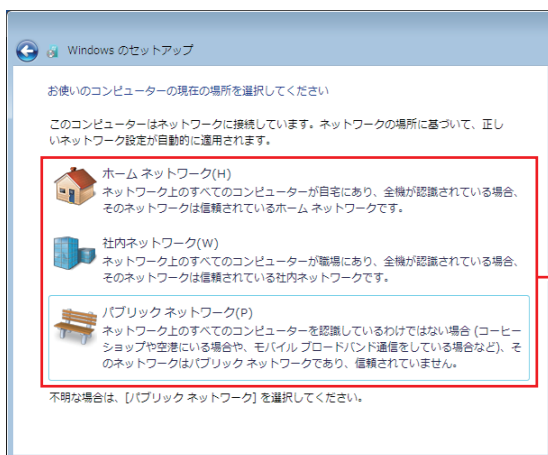 Windows のセットアップ
お使いのコンピューターの現在の場所を選択してください
このコンピューターはネットワークに接続しています。ネットワークの場所に基づいて、正し
いネットワーク設定が自動的に適用されます。
ホーム ネットワーク(H)
ネットワーク上のすべてのコンピューターが自宅にあり、全機が認識されている場合、
そのネットワークは信頼されているホーム ネットワークです。
社内ネットワーク(W)
ネットワーク上のすべてのコンピューターが職場にあり、全機が認識されている場合、
そのネットワークは信頼されている社内ネットワークです。
パブリック ネットワーク(P)
ネットワーク上のすべてのコンピューターを認識しているわけではない場合 (コーヒー
ショップや空港にいる場合や、モバイル ブロードバンド通信をしている場合など)、そ
のネットワークはパブリック ネットワークであり、信頼されていません。
不明な場合は、[パブリック ネットワーク] を選択してください。